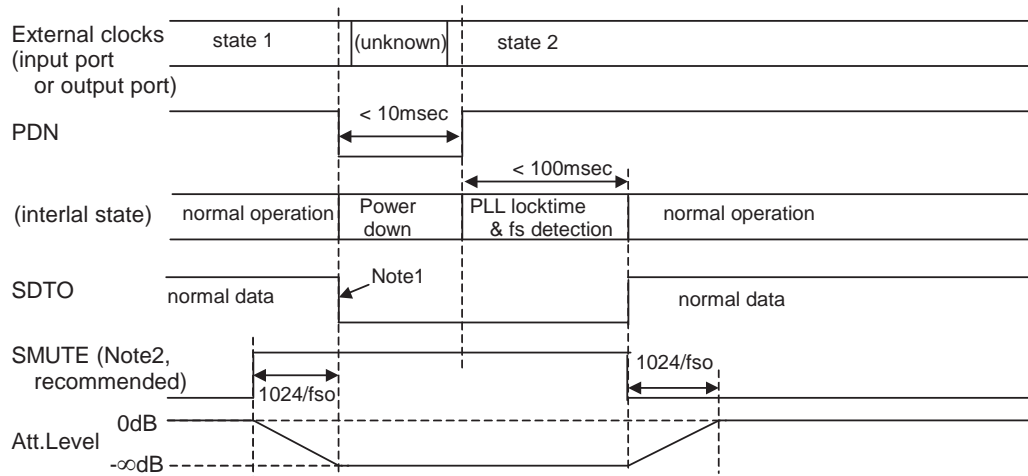 External clocks
(input port
or output port)
state 1
(unknown)
state 2
PDN
< 10msec
< 100msec
(interlal state)
normal operation
Power
down
PLL locktime
& fs detection
normal operation
SDTO
normal data
Note1
normal data
SMUTE (Note2,
recommended)
1024/fso
1024/fso
Att.Level
0dB
-∞dB